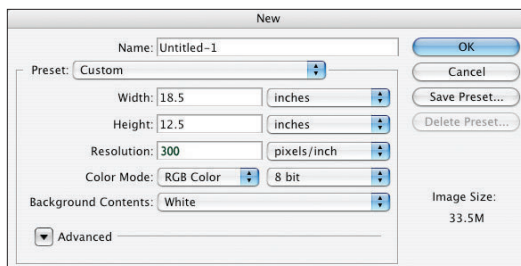 New
Name: Untitled-1
OK
Preset: Custom
Cancel
Width: 18.5 inches
Save Preset...
Height: 12.5 inches
Delete Preset...
Resolution: 300 pixels/inch
Color Mode: RGB Color 8 bit
Background Contents: White
Image Size:
33.5M
Advanced